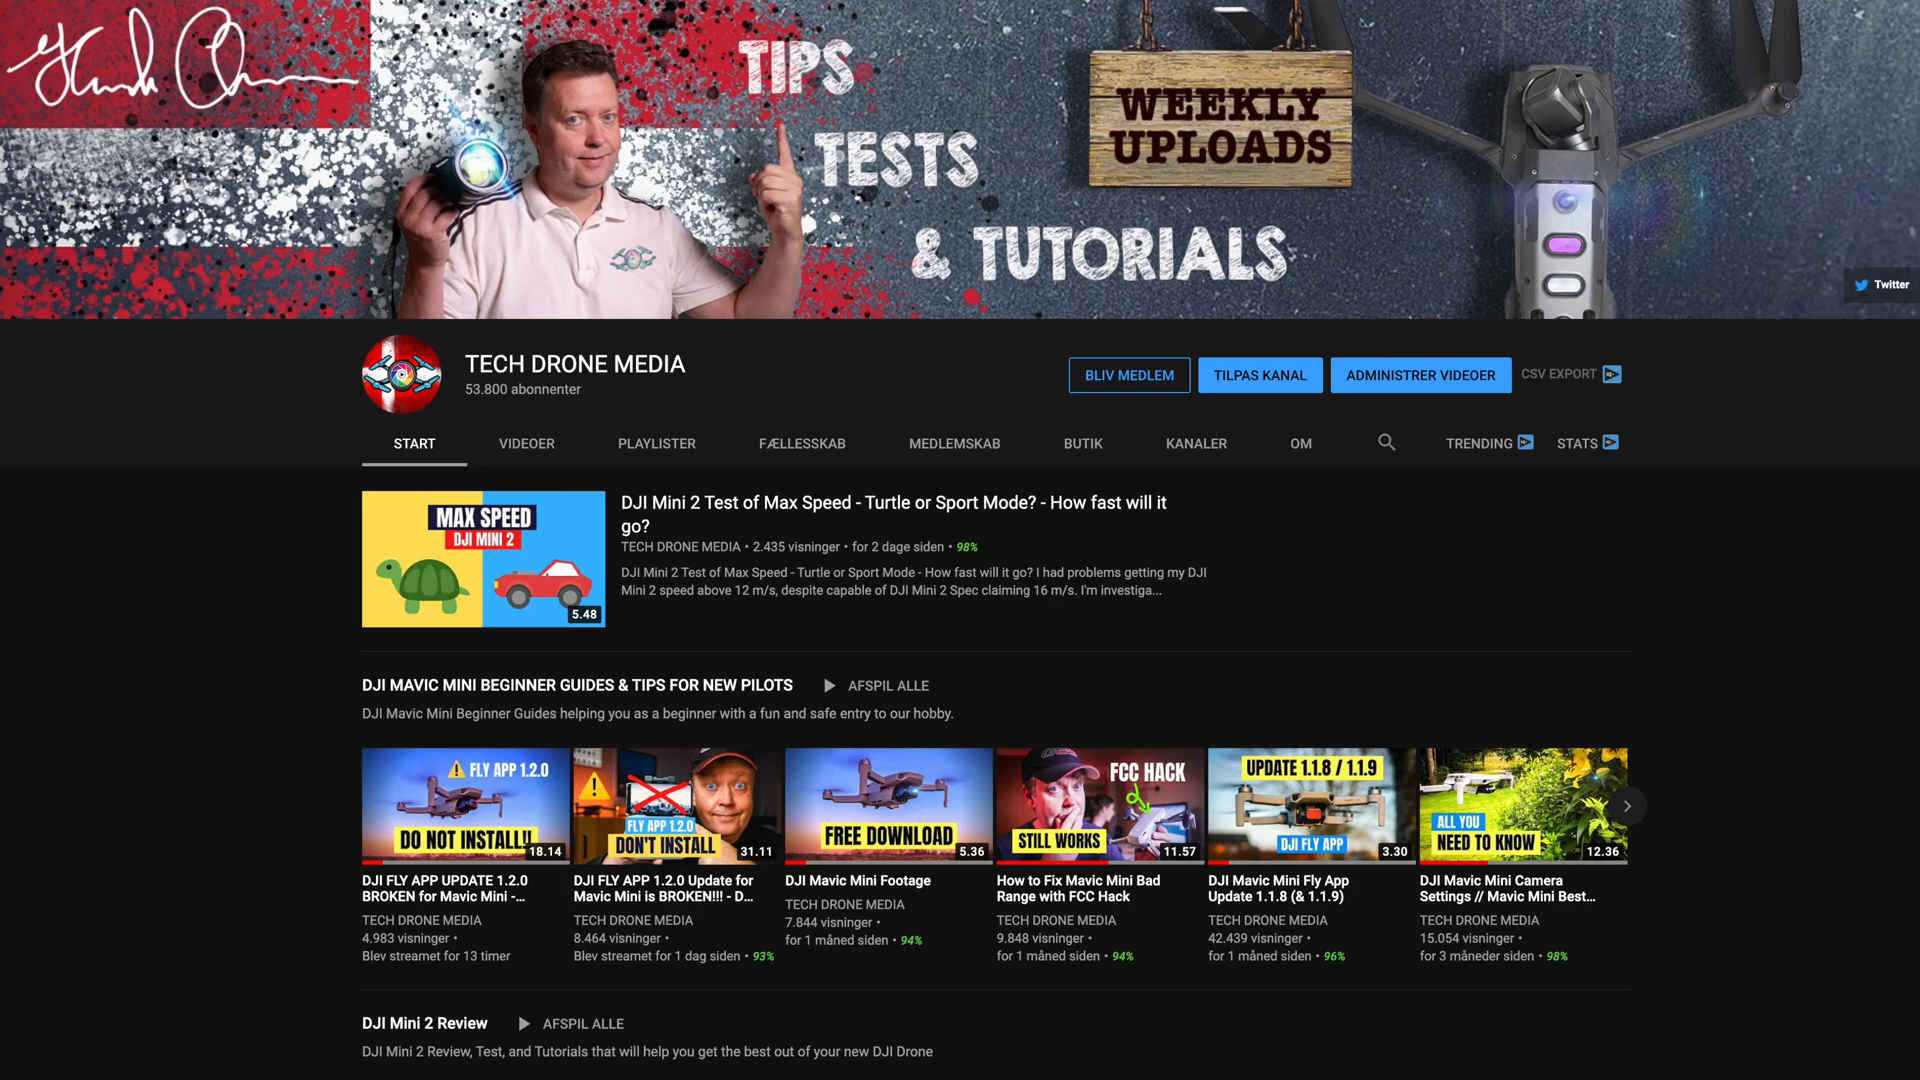 TIPS
TESTS
& TUTORIALS
WEEKLY
UPLOADS
Twitter
TECH DRONE MEDIA
53.800 abonnenter
BLIV MEDLEM
TILPAS KANAL
ADMINISTRER VIDEOER
CSV EXPORT
START
VIDEOER
PLAYLISTER
FÆLLESSKAB
MEDLEMSKAB
BUTIK
KANALER
OM
TRENDING
STATS
MAX SPEED
DJI MINI 2
5.48
DJI Mini 2 Test of Max Speed - Turtle or Sport Mode? - How fast will it
go?
TECH DRONE MEDIA • 2.435 visninger • for 2 dage siden • 98%
DJI Mini 2 Test of Max Speed - Turtle or Sport Mode - How fast will it go? I had problems getting my DJI
Mini 2 speed above 12 m/s, despite capable of DJI Mini 2 Spec claiming 16 m/s. I'm investiga...
DJI MAVIC MINI BEGINNER GUIDES & TIPS FOR NEW PILOTS
AFSPIL ALLE
DJI Mavic Mini Beginner Guides helping you as a beginner with a fun and safe entry to our hobby.
FLY APP 1.2.0
DO NOT INSTALL!!
18.14
DJI FLY APP UPDATE 1.2.0
BROKEN for Mavic Mini -...
TECH DRONE MEDIA
4.983 visninger •
Blev streamet for 13 timer
FLY APP 1.2.0
DON'T INSTALL
31.11
DJI FLY APP 1.2.0 Update for
Mavic Mini is BROKEN!!! - D...
TECH DRONE MEDIA
8.464 visninger •
Blev streamet for 1 dag siden • 93%
FREE DOWNLOAD
5.36
DJI Mavic Mini Footage
TECH DRONE MEDIA
7.844 visninger •
for 1 måned siden • 94%
FCC HACK
STILL WORKS
11.57
How to Fix Mavic Mini Bad
Range with FCC Hack
TECH DRONE MEDIA
9.848 visninger •
for 1 måned siden • 94%
UPDATE 1.1.8 / 1.1.9
DJI FLY APP
3.30
DJI Mavic Mini Fly App
Update 1.1.8 (& 1.1.9)
TECH DRONE MEDIA
42.439 visninger •
for 1 måned siden • 96%
ALL YOU
NEED TO KNOW
12.36
DJI Mavic Mini Camera
Settings // Mavic Mini Best...
TECH DRONE MEDIA
15.054 visninger •
for 3 måneder siden • 98%
DJI Mini 2 Review
AFSPIL ALLE
DJI Mini 2 Review, Test, and Tutorials that will help you get the best out of your new DJI Drone